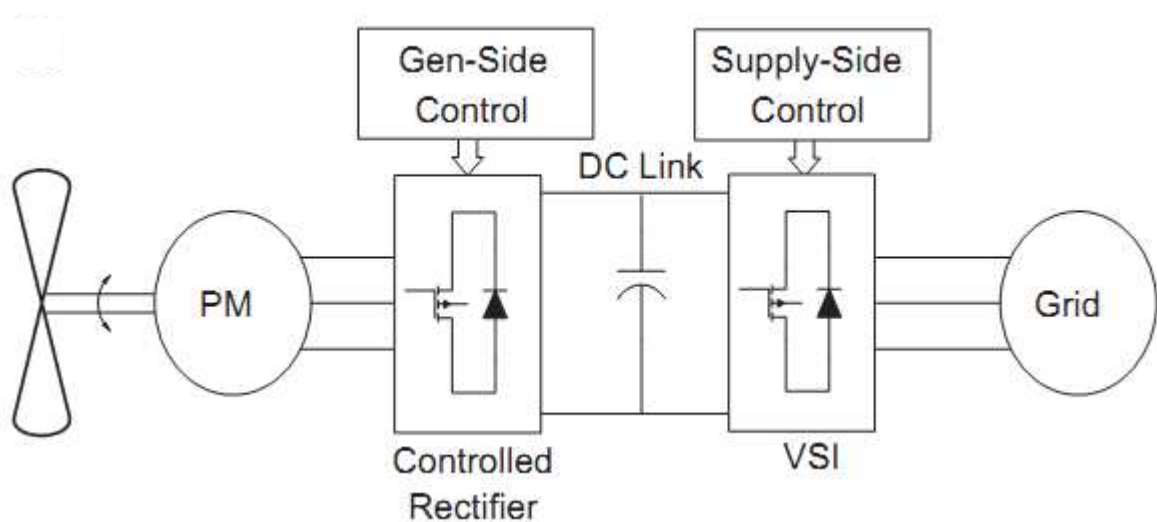 Gen-Side
Control
Supply-Side
Control
DC Link
PM
Grid
Controlled
Rectifier
VSI